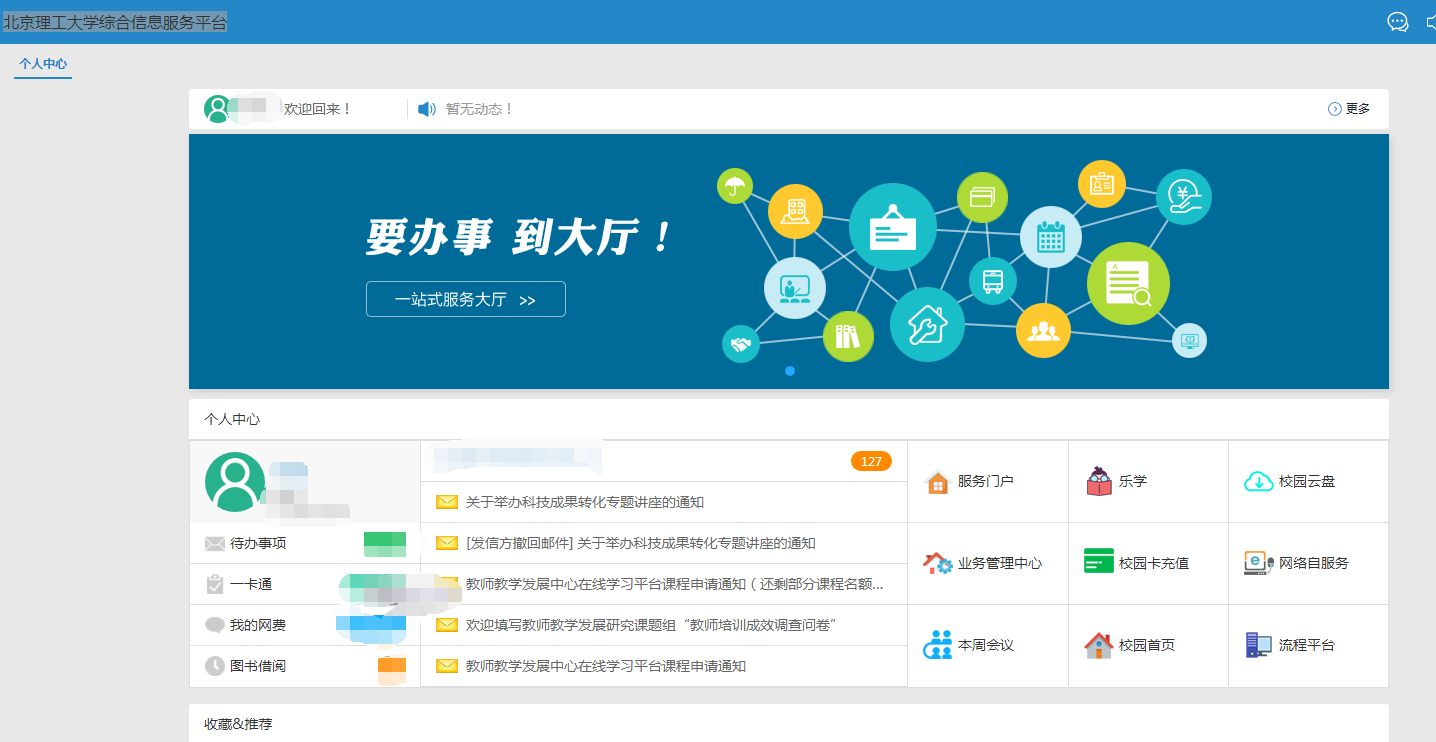 北京理工大学综合信息服务平台
个人中心
欢迎回来！
暂无动态！
更多
要办事 到大厅！
一站式服务大厅 >>
个人中心
127
待办事项
一卡通
我的网费
图书借阅
关于举办科技成果转化专题讲座的通知
[发信方撤回邮件] 关于举办科技成果转化专题讲座的通知
教师教学发展中心在线学习平台课程申请通知（还剩部分课程名额...
欢迎填写教师教学发展研究课题组“教师培训成效调查问卷”
教师教学发展中心在线学习平台课程申请通知
服务门户
乐学
校园云盘
业务管理中心
校园卡充值
网络自服务
本周会议
校园首页
流程平台
收藏&推荐